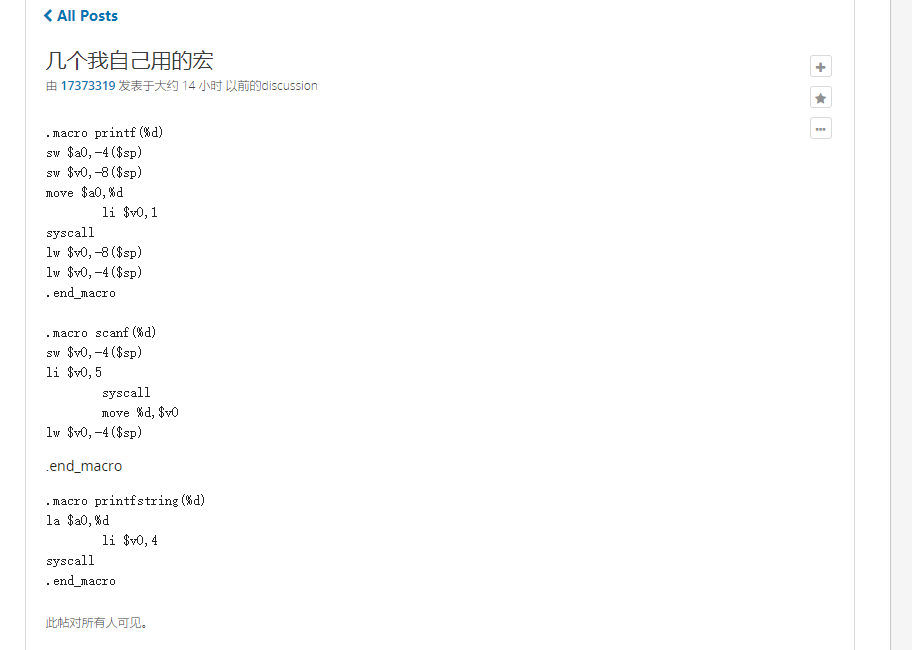 All Posts
几个我自己用的宏
由 17373319 发表于大约 14 小时 以前的discussion
.macro printf(%d)
sw $a0,-4($sp)
sw $v0,-8($sp)
move $a0,%d
li $v0,1
syscall
lw $v0,-8($sp)
lw $v0,-4($sp)
.end_macro
.macro scanf(%d)
sw $v0,-4($sp)
li $v0,5
syscall
move %d,$v0
lw $v0,-4($sp)
.end_macro
.macro printfstring(%d)
la $a0,%d
li $v0,4
syscall
.end_macro
此帖对所有人可见。